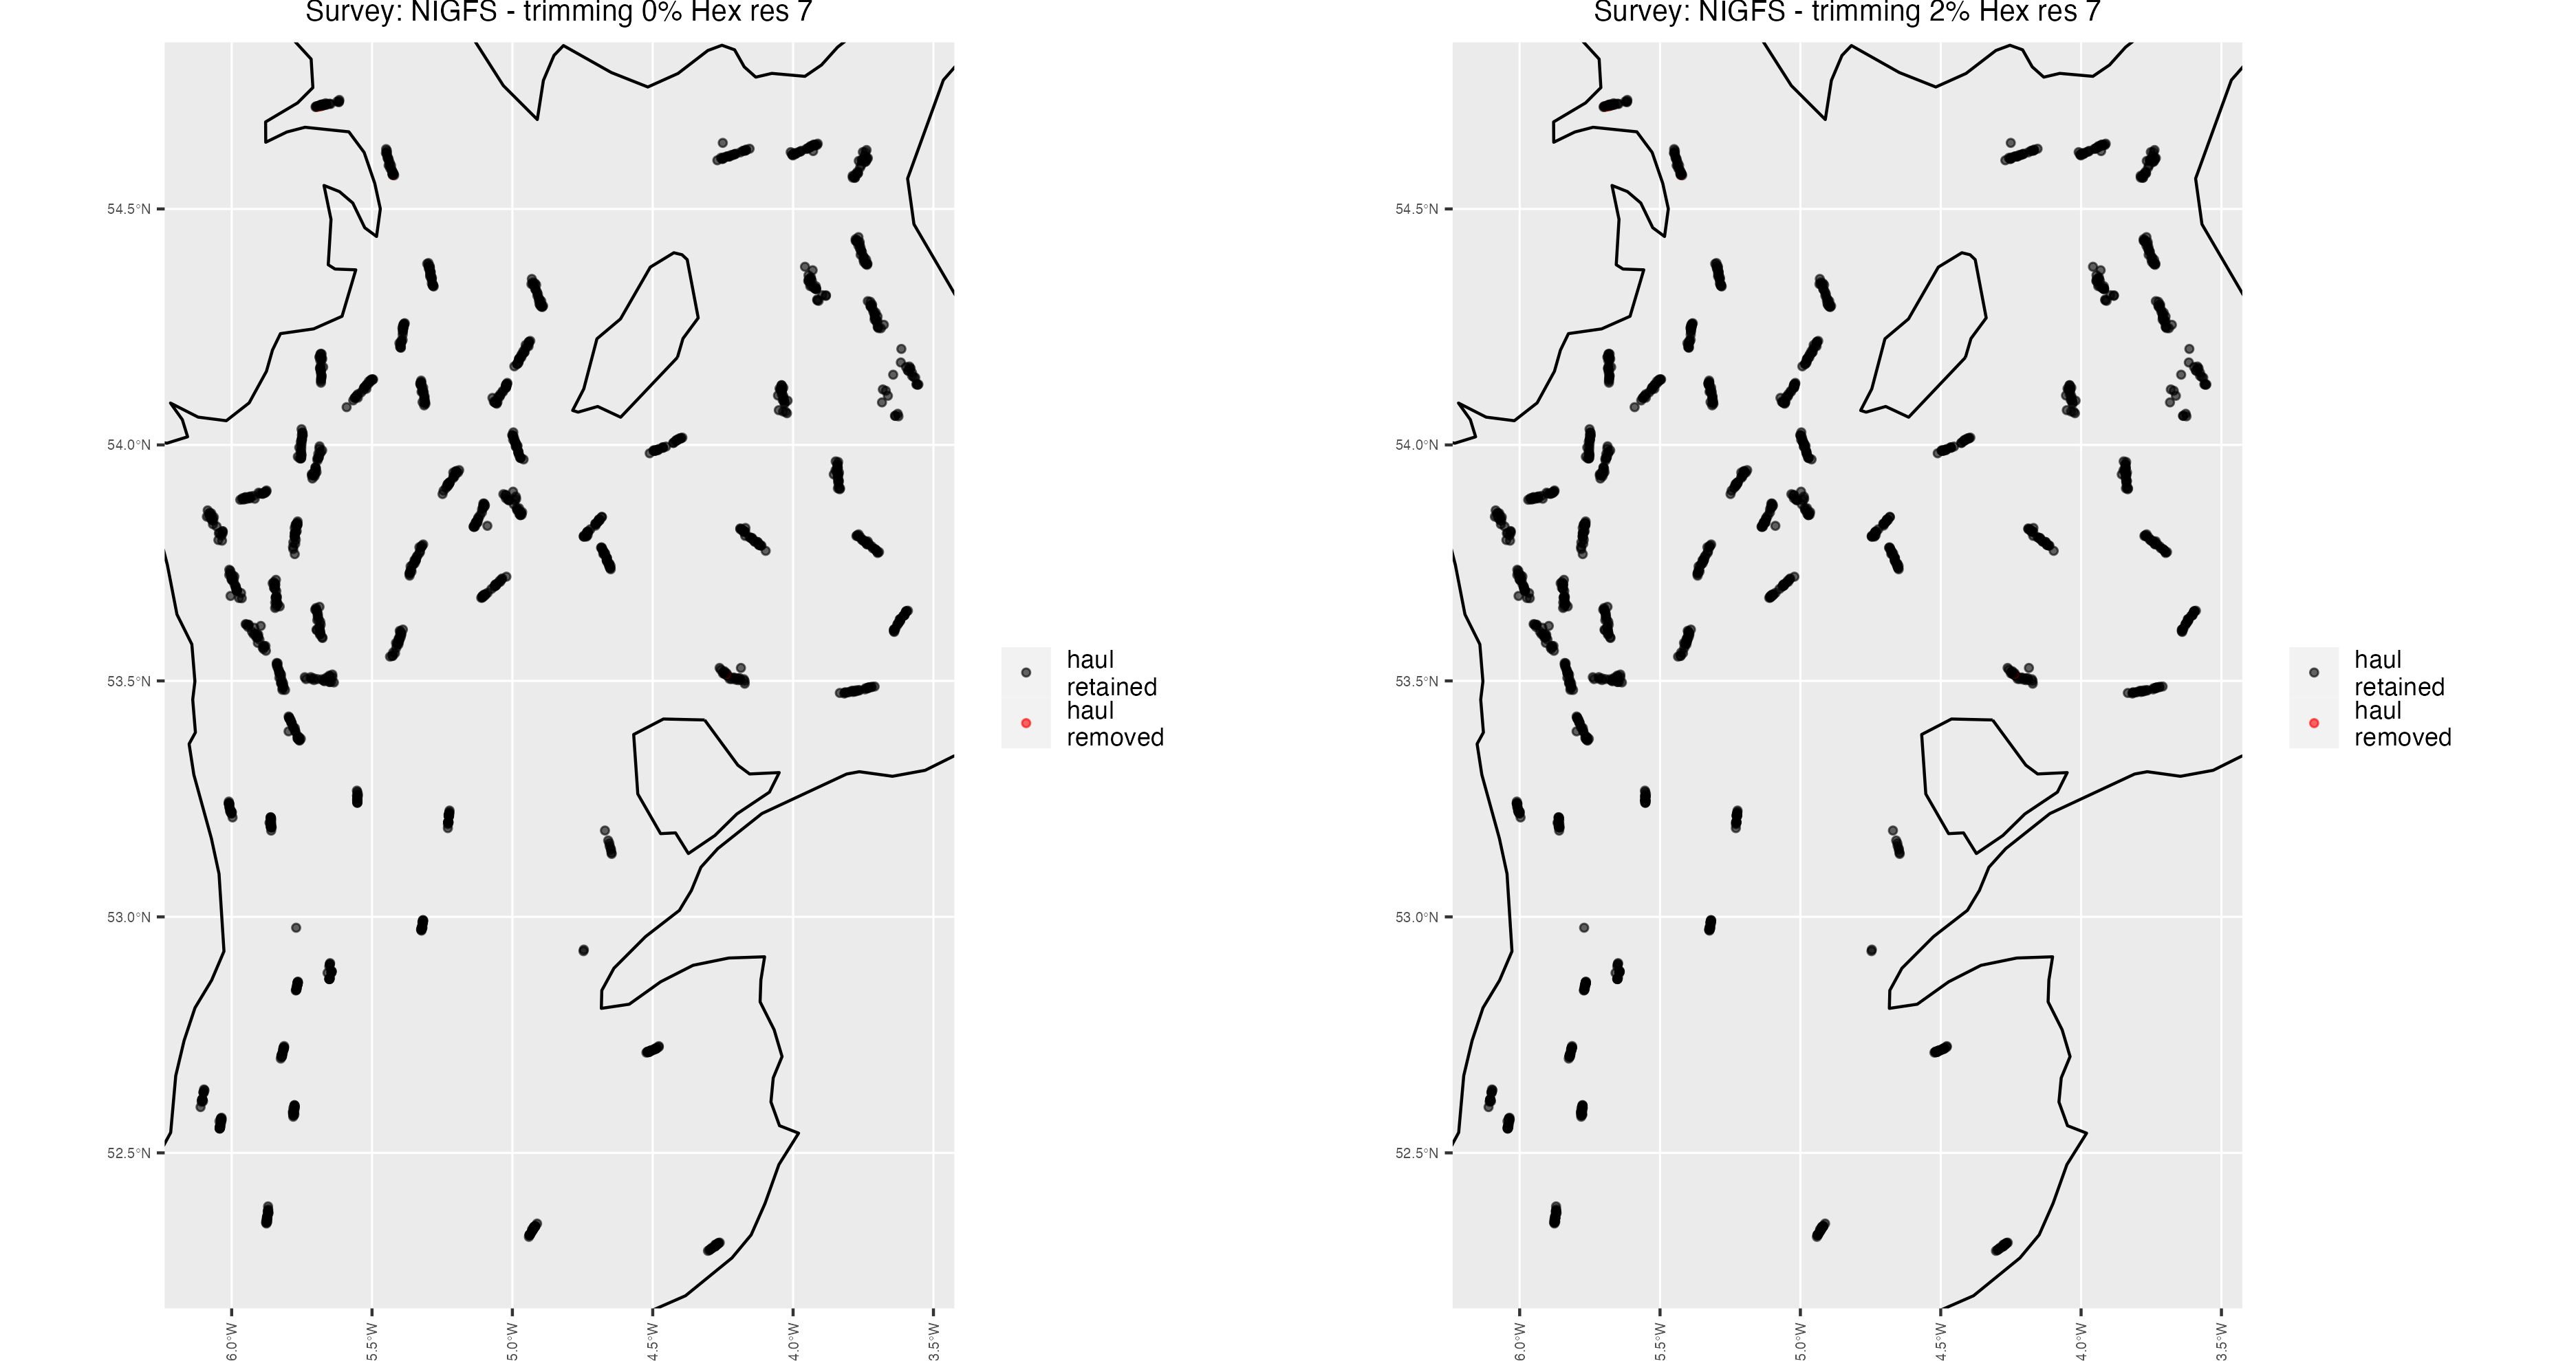 Survey: NIGFS - trimming 0% Hex res 7
54.5°N
54.0°N
53.5°N
53.0°N
52.5°N
6.0°W
5.5°W
5.0°W
4.5°W
4.0°W
3.5°W
haul
retained
haul
removed
Survey: NIGFS - trimming 2% Hex res 7
54.5°N
54.0°N
53.5°N
53.0°N
52.5°N
6.0°W
5.5°W
5.0°W
4.5°W
4.0°W
3.5°W
haul
retained
haul
removed